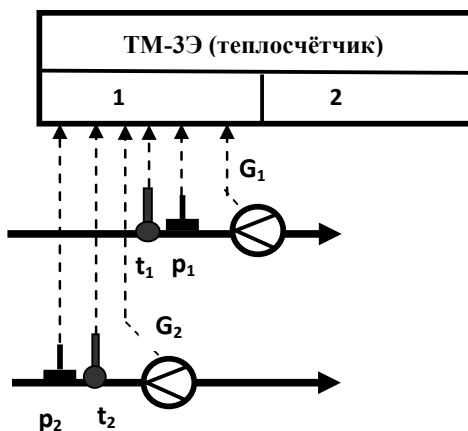 ТМ-3Э (теплосчётчик)
1 2
G₁
t₁ p₁
G₂
p₂ t₂